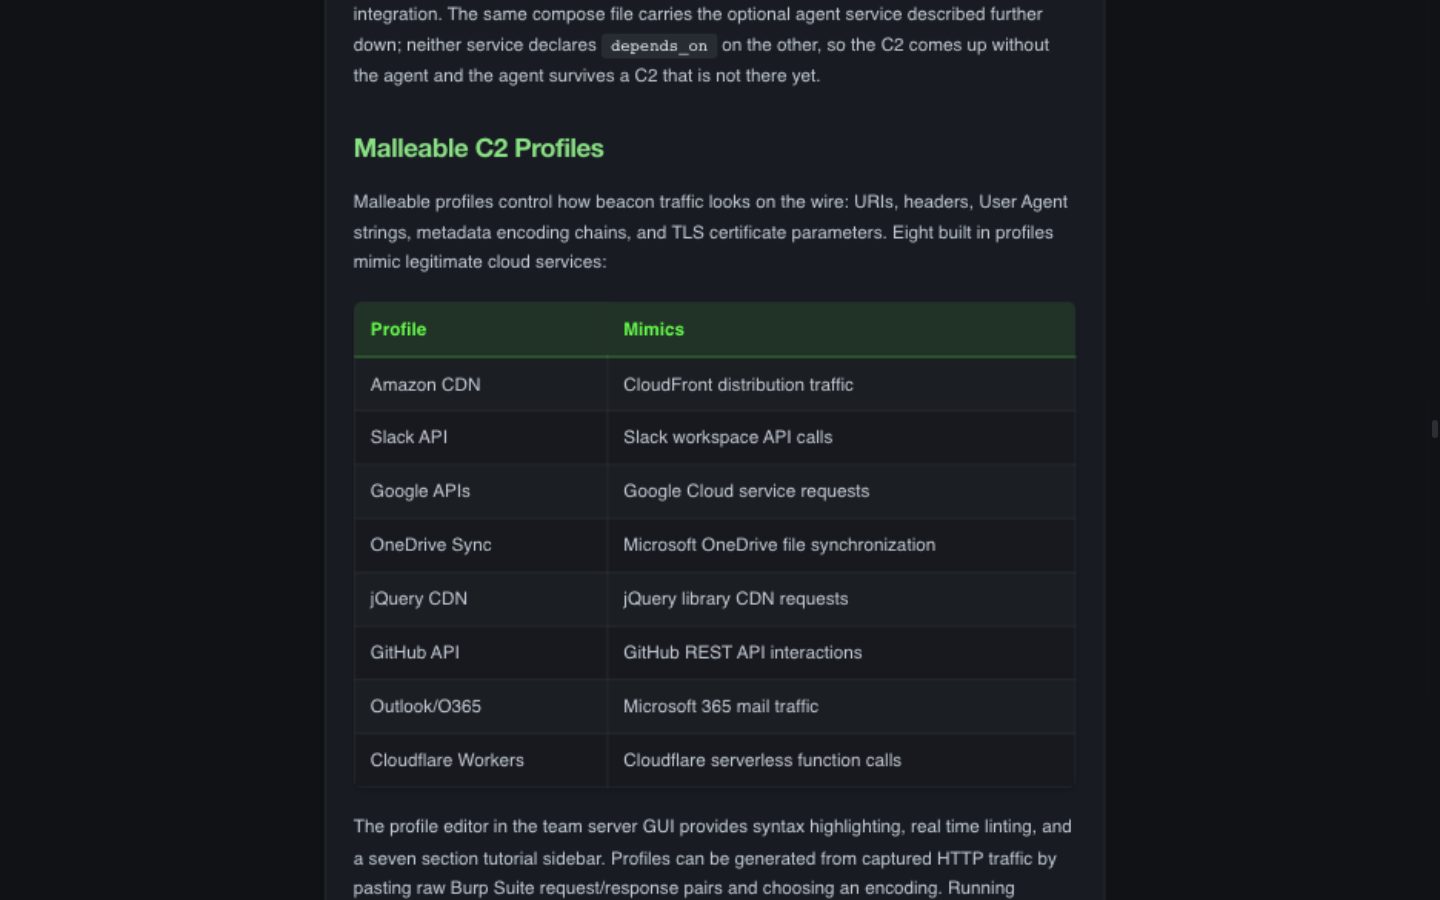 integration. The same compose file carries the optional agent service described further
down; neither service declares depends_on on the other, so the C2 comes up without
the agent and the agent survives a C2 that is not there yet.
Malleable C2 Profiles
Malleable profiles control how beacon traffic looks on the wire: URIs, headers, User Agent
strings, metadata encoding chains, and TLS certificate parameters. Eight built in profiles
mimic legitimate cloud services:
Profile Mimics
Amazon CDN CloudFront distribution traffic
Slack API Slack workspace API calls
Google APIs Google Cloud service requests
OneDrive Sync Microsoft OneDrive file synchronization
jQuery CDN jQuery library CDN requests
GitHub API GitHub REST API interactions
Outlook/O365 Microsoft 365 mail traffic
Cloudflare Workers Cloudflare serverless function calls
The profile editor in the team server GUI provides syntax highlighting, real time linting, and
a seven section tutorial sidebar. Profiles can be generated from captured HTTP traffic by
pasting raw Burp Suite request/response pairs and choosing an encoding. Running